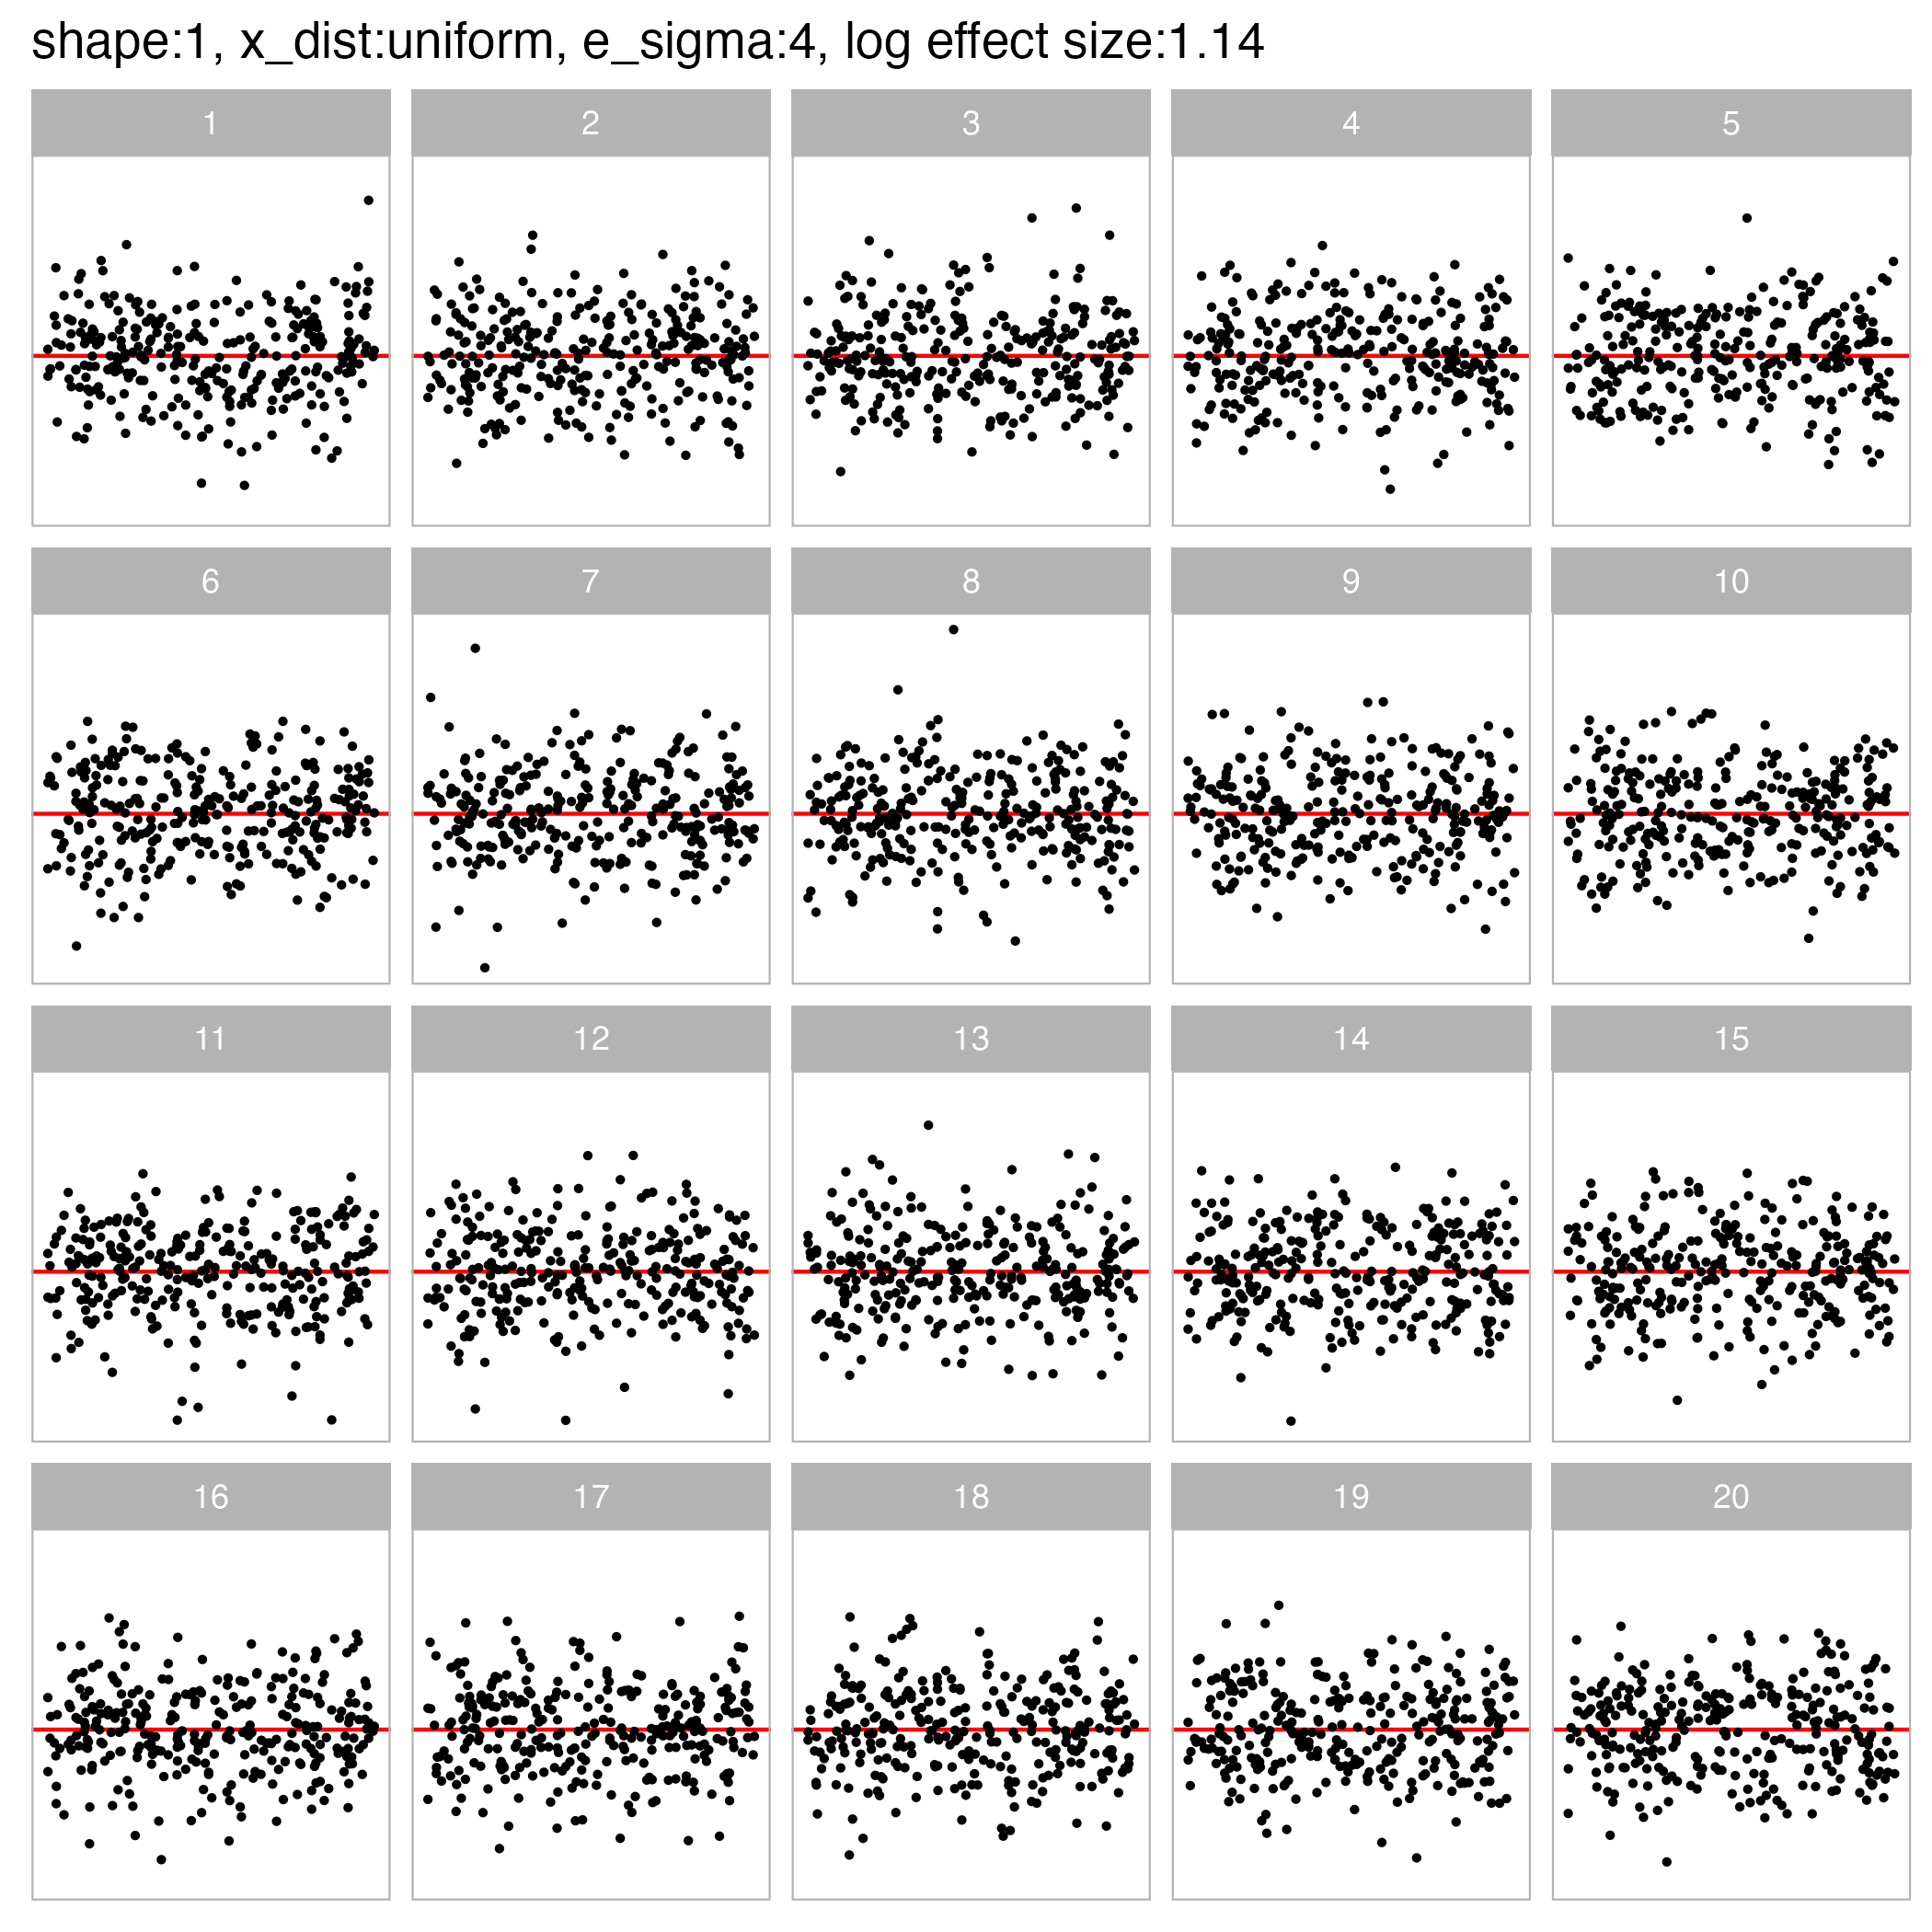 shape:1, x_dist:uniform, e_sigma:4, log effect size:1.14
1 2 3 4 5
6 7 8 9 10
11 12 13 14 15
16 17 18 19 20